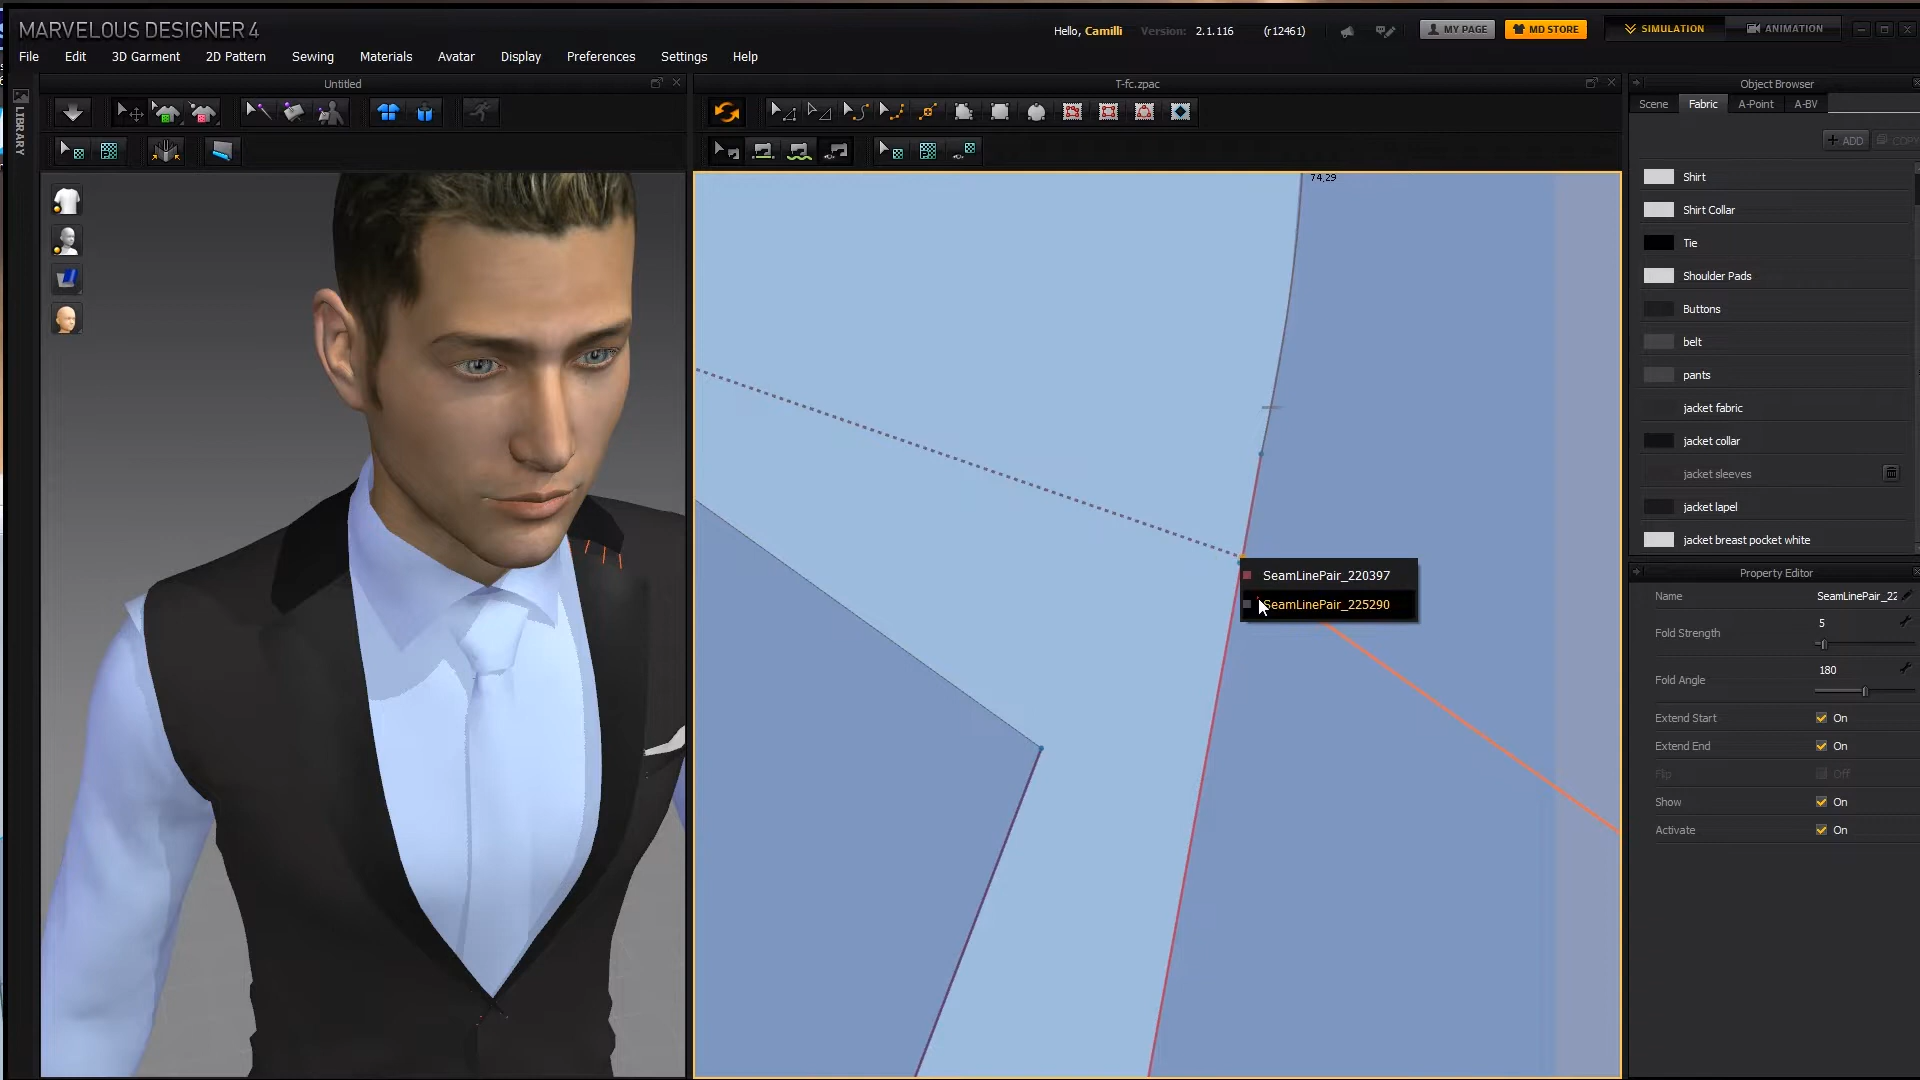 MARVELOUS DESIGNER 4
Hello, Camilli Version: 2.1.116 (r12461) MY PAGE MD STORE SIMULATION ANIMATION
File Edit 3D Garment 2D Pattern Sewing Materials Avatar Display Preferences Settings Help
Untitled
T-fc.zpac
Object Browser
LIBRARY
Scene Fabric A-Point A-BV
+ ADD COPY
74,29
Shirt
Shirt Collar
Tie
Shoulder Pads
Buttons
belt
pants
jacket fabric
jacket collar
jacket sleeves
jacket lapel
jacket breast pocket white
SeamLinePair_220397
SeamLinePair_225290
Property Editor
Name SeamLinePair_22
Fold Strength 5
Fold Angle 180
Extend Start On
Extend End On
Flip Off
Show On
Activate On